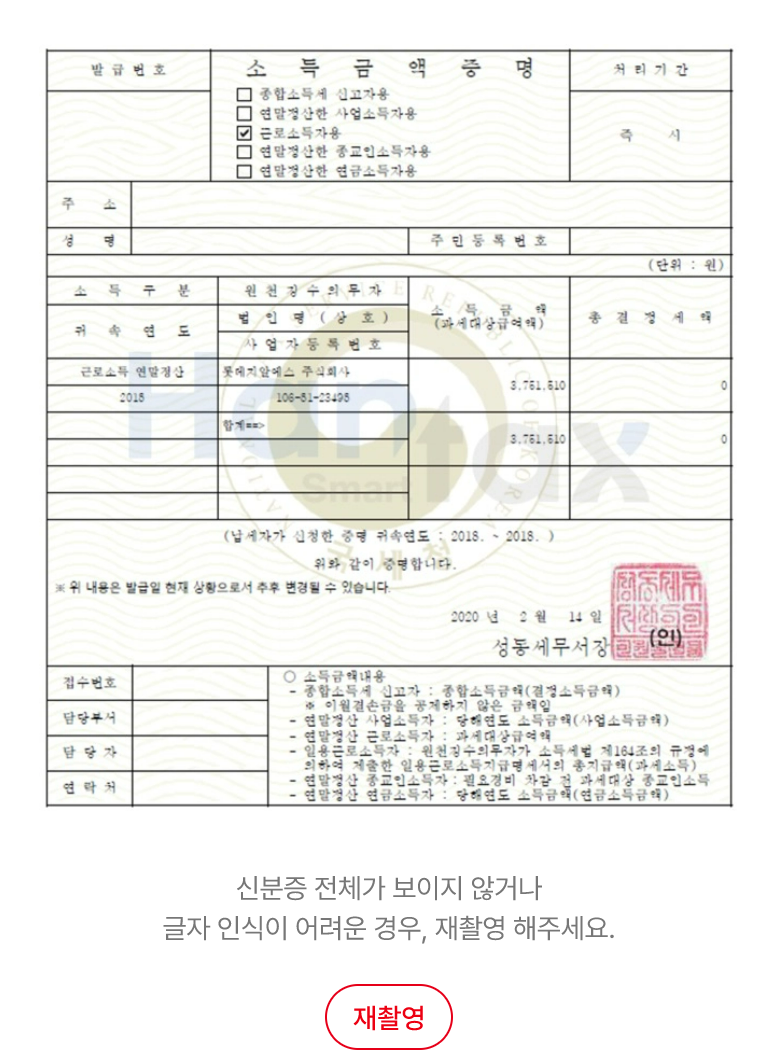 발급번호
소 득 금 액 증 명
처리기간
종합소득세 신고자용
연말정산한 사업소득자용
근로소득자용
연말정산한 종교인소득자용
연말정산한 연금소득자용
즉 시
주 소
성 명
주민등록번호
(단위 : 원)
소 득 구 분
원천징수의무자
소 득 금 액
(과세대상급여액)
총 결 정 세 액
귀 속 연 도
법 인 명 ( 상 호 )
사업자등록번호
근로소득 연말정산
롯데지알에스 주식회사
3,751,510
0
2018
106-81-23498
합계==>
3,751,510
0
Hantax
Smart
(납세자가 신청한 증명 귀속연도 : 2018. ~ 2018. )
위와 같이 증명합니다.
국세청
※ 위 내용은 발급일 현재 상황으로서 추후 변경될 수 있습니다.
2020 년 2 월 14 일
성동세무서장
(인)
접수번호
담당부서
담 당 자
연 락 처
○ 소득금액내용
- 종합소득세 신고자 : 종합소득금액(결정소득금액)
※ 이월결손금을 공제하지 않은 금액임
- 연말정산 사업소득자 : 당해연도 소득금액(사업소득금액)
- 연말정산 근로소득자 : 과세대상급여액
- 일용근로소득자 : 원천징수의무자가 소득세법 제164조의 규정에
의하여 제출한 일용근로소득지급명세서의 총지급액(과세소득)
- 연말정산 종교인소득자 : 필요경비 차감 전 과세대상 종교인소득
- 연말정산 연금소득자 : 당해연도 소득금액(연금소득금액)
신분증 전체가 보이지 않거나
글자 인식이 어려운 경우, 재촬영 해주세요.
재촬영